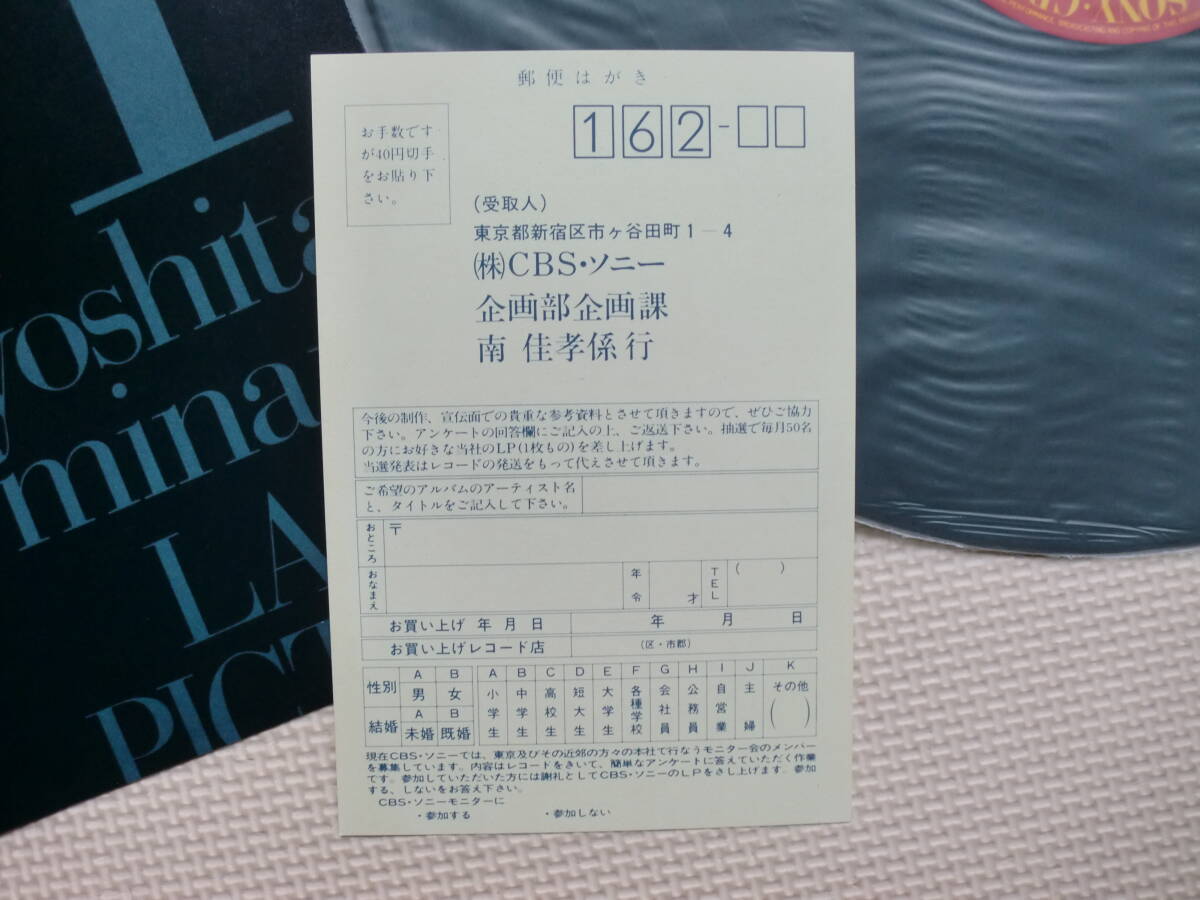 郵便はがき
お手数です
が40円切手
をお貼り下
さい。
162-
(受取人)
東京都新宿区市ヶ谷田町1―4
㈱CBS・ソニー
企画部企画課
南 佳孝係行
今後の制作、宣伝面での貴重な参考資料とさせて頂きますので、ぜひご協力
下さい。アンケートの回答欄にご記入の上、ご返送下さい。抽選で毎月50名
の方にお好きな当社のLP(1枚もの)を差し上げます。
当選発表はレコードの発送をもって代えさせて頂きます。
ご希望のアルバムのアーティスト名
と、タイトルをご記入して下さい。
おところ
〒
おなまえ
年令
才
TEL
( )
お買い上げ 年 月 日
年 月 日
お買い上げレコード店
(区・市郡)
性別
A 男
B 女
結婚
A 未婚
B 既婚
A 小学生
B 中学生
C 高校生
D 短大生
E 大学生
F 各種学校
G 会社員
H 公務員
I 自営業
J 主婦
K その他
( )
現在CBS・ソニーでは、東京及びその近郊の方々の本社で行なうモニター会のメンバー
を募集しています。内容はレコードをきいて、簡単なアンケートに答えていただく作業
です。参加していただいた方には謝礼としてCBS・ソニーのLPをさし上げます。参加
する、しないをお答え下さい。
CBS・ソニーモニターに
・参加する ・参加しない
yoshita
mina
LA
PICT